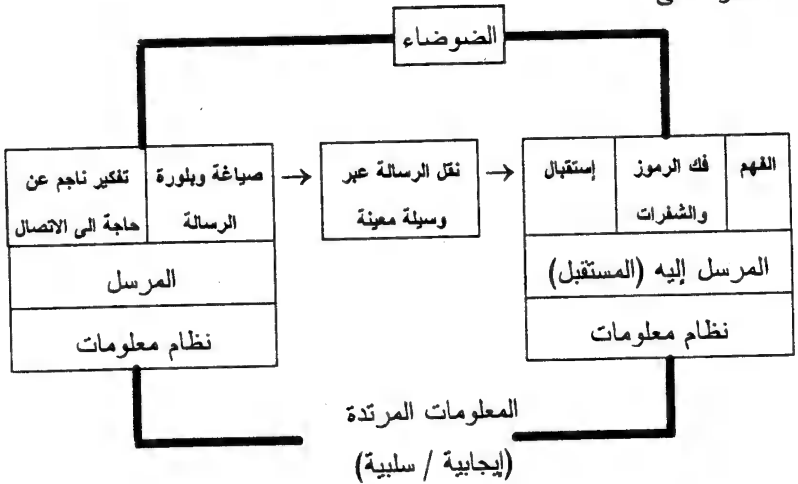 الضوضاء
تفكير ناجم عن
حاجة الى الاتصال
صياغة وبلورة
الرسالة
نقل الرسالة عبر
وسيلة معينة
إستقبال
فك الرموز
والشفرات
الفهم
المرسل
المرسل إليه (المستقبل)
نظام معلومات
نظام معلومات
المعلومات المرتدة
(إيجابية / سلبية)